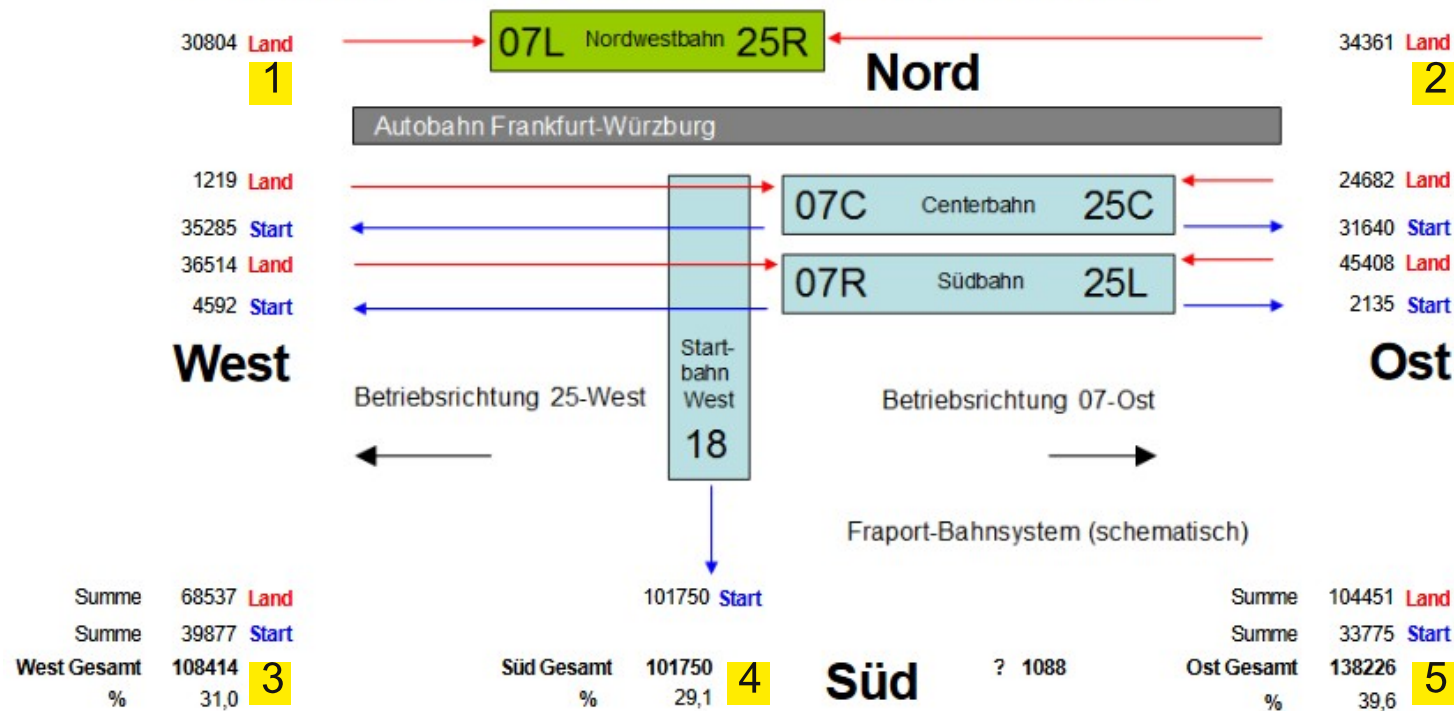 30804 Land
07L Nordwestbahn 25R
34361 Land
1
Nord
2
Autobahn Frankfurt-Würzburg
1219 Land
24682 Land
07C Centerbahn 25C
35285 Start
31640 Start
36514 Land
45408 Land
07R Südbahn 25L
4592 Start
2135 Start
West
Start-
bahn
West
18
Ost
Betriebsrichtung 25-West
Betriebsrichtung 07-Ost
Fraport-Bahnsystem (schematisch)
Summe 68537 Land
101750 Start
Summe 104451 Land
Summe 39877 Start
Summe 33775 Start
West Gesamt 108414
% 31,0
3
Süd Gesamt 101750
% 29,1
4
Süd
? 1088
Ost Gesamt 138226
% 39,6
5